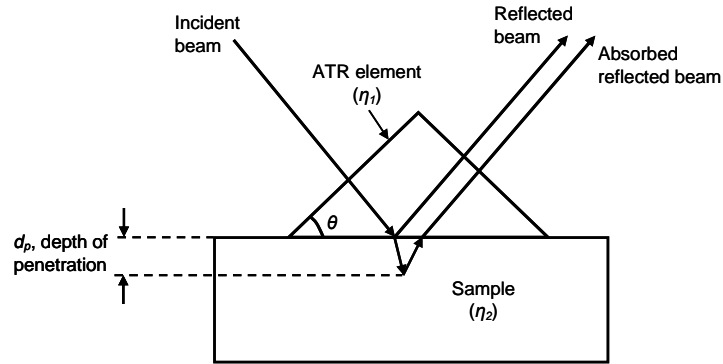 Incident
beam
Reflected
beam
Absorbed
reflected beam
ATR element
(η1)
θ
dp, depth of
penetration
Sample
(η2)